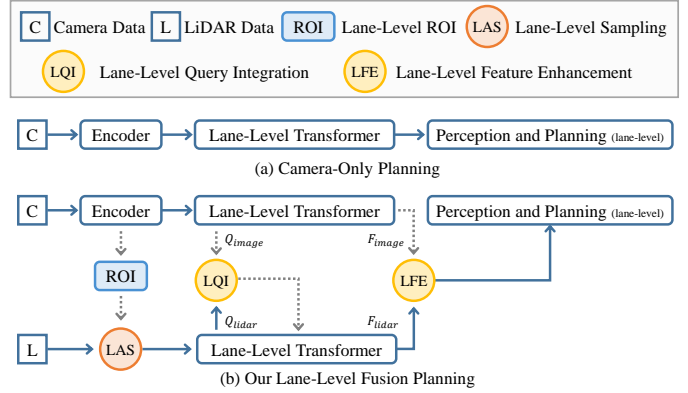 C Camera Data L LiDAR Data ROI Lane-Level ROI LAS Lane-Level Sampling
LQI Lane-Level Query Integration LFE Lane-Level Feature Enhancement
C Encoder Lane-Level Transformer Perception and Planning (lane-level)
(a) Camera-Only Planning
C Encoder Lane-Level Transformer Perception and Planning (lane-level)
Q_image F_image
ROI LQI LFE
Q_lidar F_lidar
L LAS Lane-Level Transformer
(b) Our Lane-Level Fusion Planning